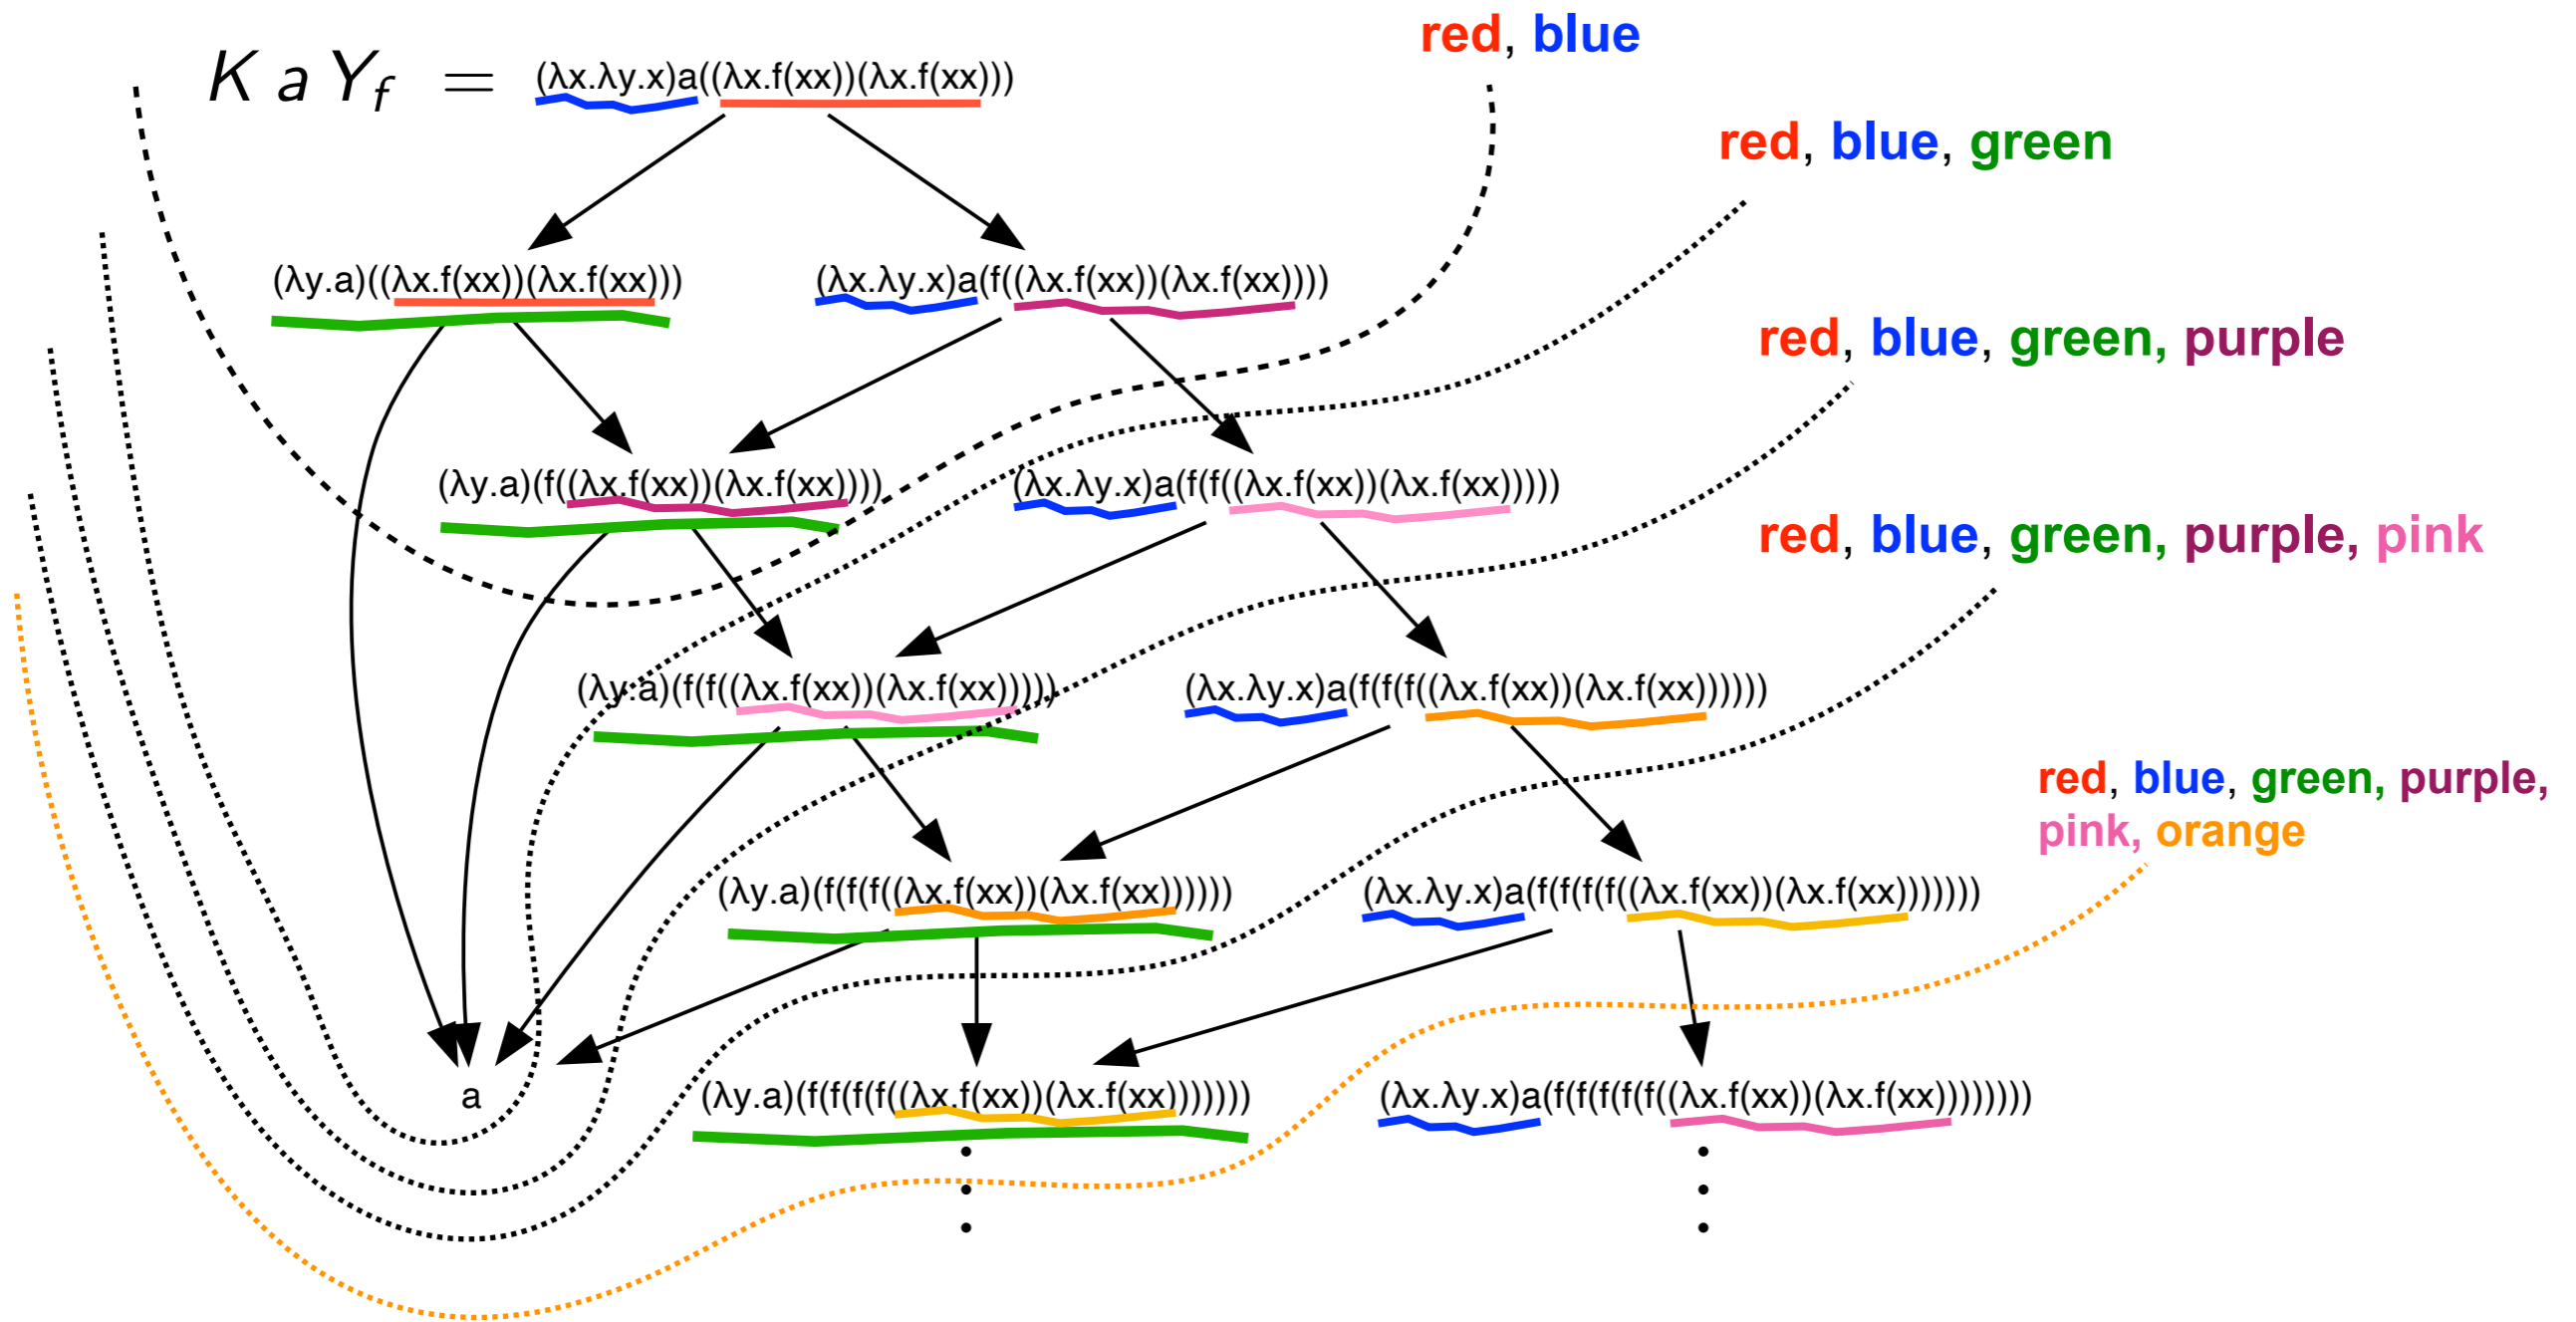 red, blue
K a Y_f = (λx.λy.x)a((λx.f(xx))(λx.f(xx)))
red, blue, green
(λy.a)((λx.f(xx))(λx.f(xx)))
(λx.λy.x)a(f((λx.f(xx))(λx.f(xx))))
red, blue, green, purple
(λy.a)(f((λx.f(xx))(λx.f(xx))))
(λx.λy.x)a(f(f((λx.f(xx))(λx.f(xx)))))
red, blue, green, purple, pink
(λy.a)(f(f((λx.f(xx))(λx.f(xx)))))
(λx.λy.x)a(f(f(f((λx.f(xx))(λx.f(xx))))))
red, blue, green, purple,
pink, orange
(λy.a)(f(f(f((λx.f(xx))(λx.f(xx))))))
(λx.λy.x)a(f(f(f(f((λx.f(xx))(λx.f(xx)))))))
a
(λy.a)(f(f(f(f((λx.f(xx))(λx.f(xx)))))))
(λx.λy.x)a(f(f(f(f(f((λx.f(xx))(λx.f(xx))))))))